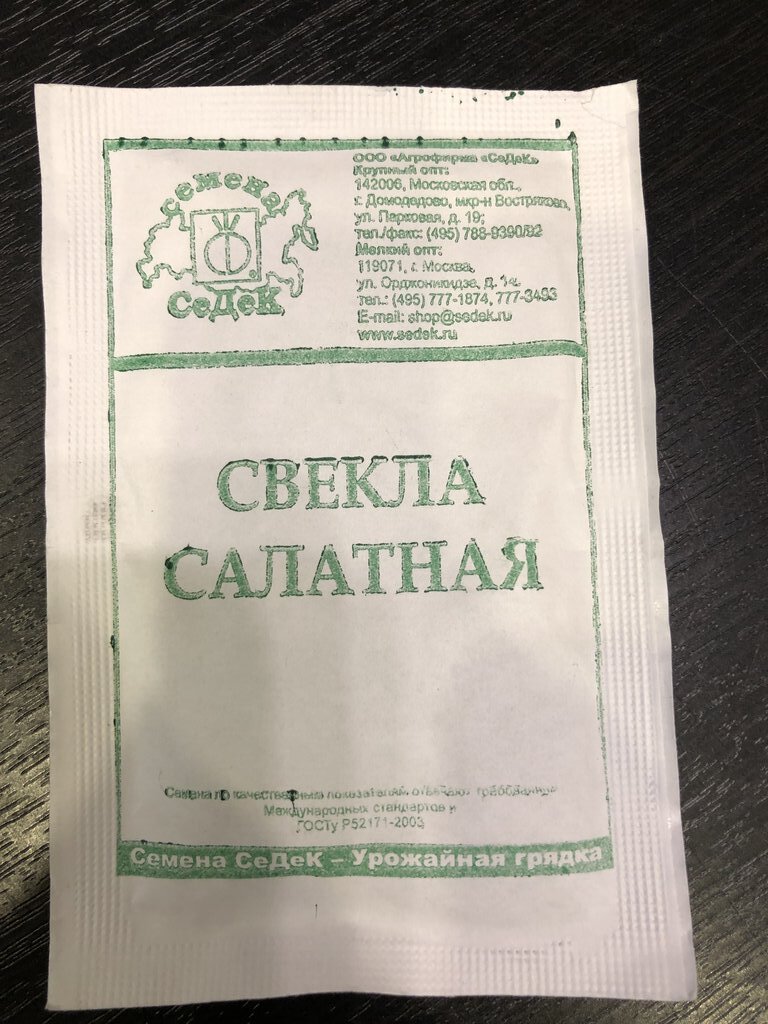 семена
СеДеК
ООО «Агрофирма «СеДеК»
Крупный опт:
142006, Московская обл.,
г. Домодедово, мкр-н Востряково,
ул. Парковая, д. 19;
тел./факс: (495) 788-9390/92
Мелкий опт:
119071, г. Москва,
ул. Орджоникидзе, д.
тел.: (495) 777-1874, 777-3493
E-mail: shop@sedek.ru
www.sedek.ru
СВЕКЛА
САЛАТНАЯ
Семена по качественным показателям отвечают требованиям
Международных стандартов и
ГОСТу Р52171-2003
Семена СеДеК – Урожайная грядка